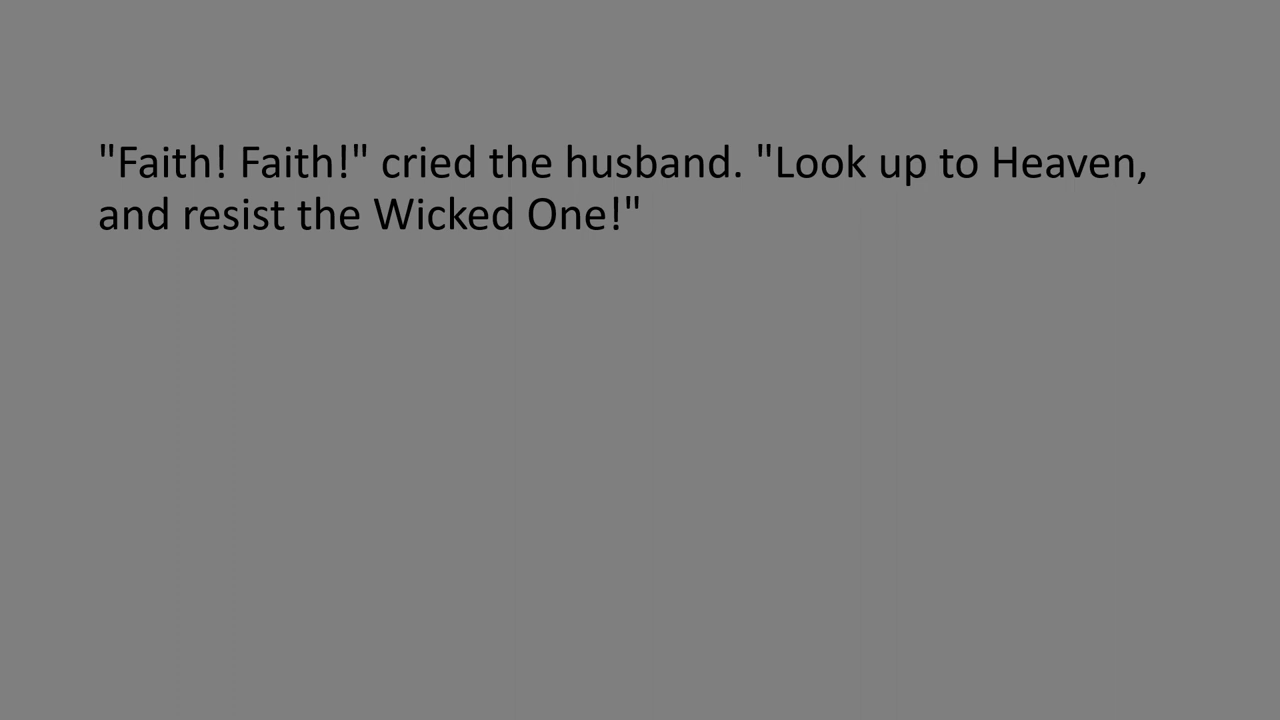 "Faith! Faith!" cried the husband. "Look up to Heaven,
and resist the Wicked One!"